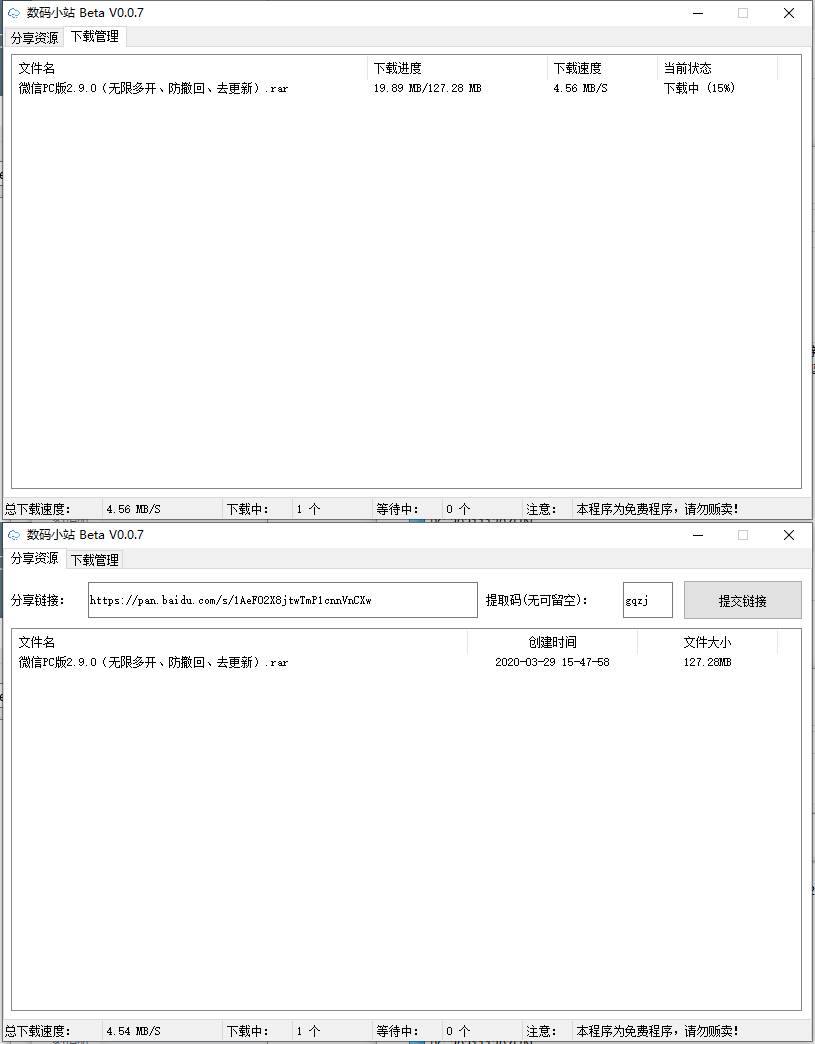 数码小站 Beta V0.0.7
分享资源 下载管理
文件名 下载进度 下载速度 当前状态
微信PC版2.9.0（无限多开、防撤回、去更新）.rar 19.89 MB/127.28 MB 4.56 MB/S 下载中 (15%)
总下载速度： 4.56 MB/S 下载中： 1 个 等待中： 0 个 注意： 本程序为免费程序，请勿贩卖！
数码小站 Beta V0.0.7
分享资源 下载管理
分享链接： https://pan.baidu.com/s/1AeFO2X8jtwTmP1cnnVnCXw 提取码(无可留空)： gqzj 提交链接
文件名 创建时间 文件大小
微信PC版2.9.0（无限多开、防撤回、去更新）.rar 2020-03-29 15-47-58 127.28MB
总下载速度： 4.54 MB/S 下载中： 1 个 等待中： 0 个 注意： 本程序为免费程序，请勿贩卖！